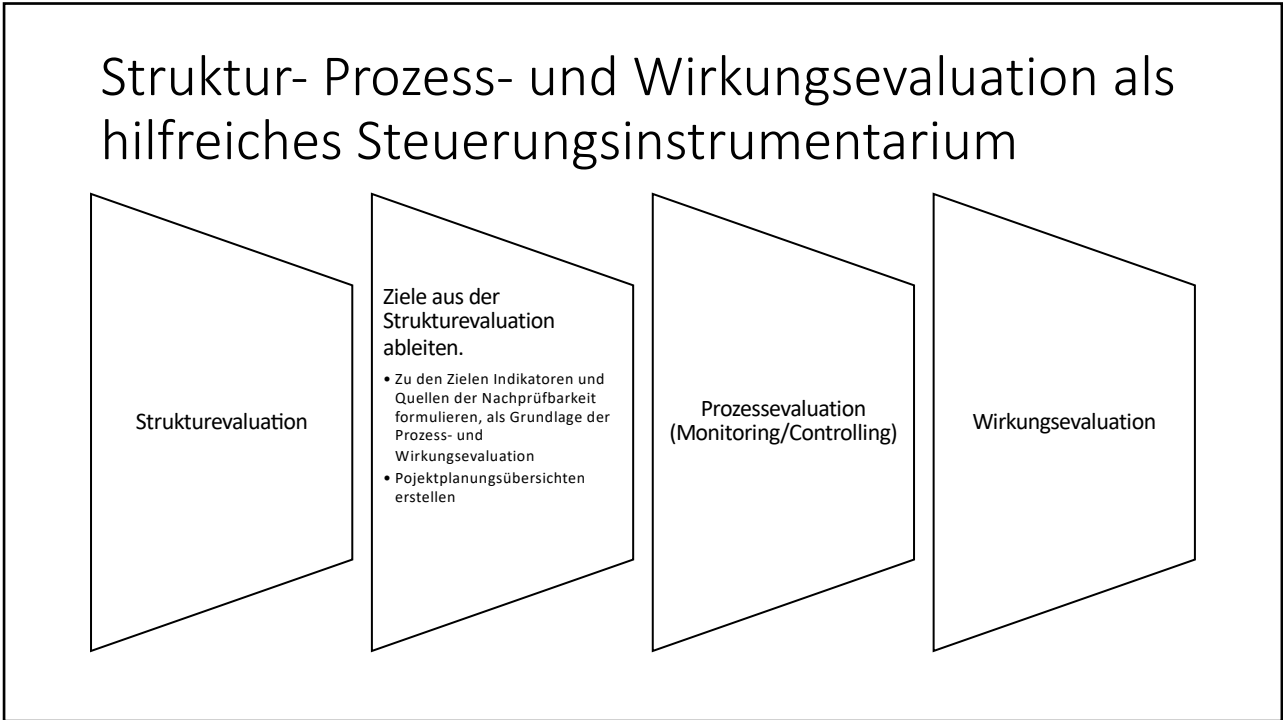 Struktur- Prozess- und Wirkungsevaluation als
hilfreiches Steuerungsinstrumentarium
Strukturevaluation
Ziele aus der
Strukturevaluation
ableiten.
• Zu den Zielen Indikatoren und
Quellen der Nachprüfbarkeit
formulieren, als Grundlage der
Prozess- und
Wirkungsevaluation
• Pojektplanungsübersichten
erstellen
Prozessevaluation
(Monitoring/Controlling)
Wirkungsevaluation